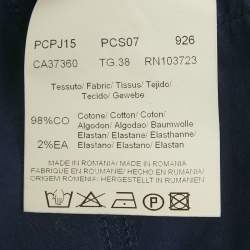 PCPJ15 PCS07 926
CA37360 TG.38 RN103723
Tessuto/Fabric/Tissus/Tejido/
Tecido/Gewebe
98%CO Cotone/Cotton/Coton/
Algodon/Algodao/Baumwolle
2%EA Elastan/Elastane/Elasthanne/
Elastano/Elastano/Elastan
MADE IN ROMANIA/ MADE IN ROMANIA/
FABRIQUE EN ROUMANIE/ HECHO EN RUMANIA/
ORIGEM ROMENIA/ HERGESTELLT IN RUMANIEN